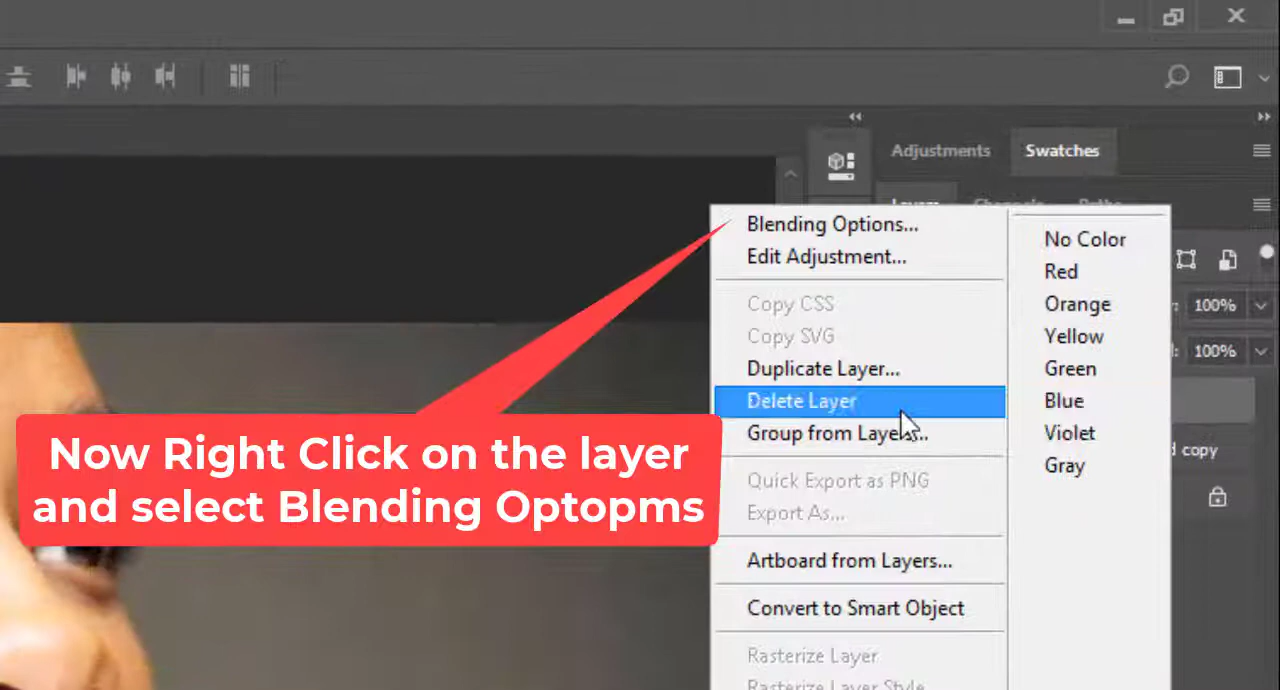 Adjustments
Swatches
Blending Options...
Edit Adjustment...
Copy CSS
Copy SVG
Duplicate Layer...
Delete Layer
Group from Layers...
Quick Export as PNG
Export As...
Artboard from Layers...
Convert to Smart Object
Rasterize Layer
Rasterize Layer Style
No Color
Red
Orange
Yellow
Green
Blue
Violet
Gray
100%
100%
copy
Now Right Click on the layer
and select Blending Optopms